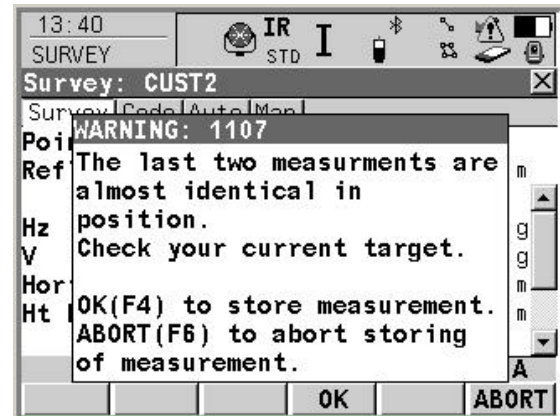 13:40
SURVEY
IR
STD
I
Survey: CUST2
Survey Code Auto Map
WARNING: 1107
The last two measurments are
almost identical in
position.
Check your current target.
OK(F4) to store measurement.
ABORT(F6) to abort storing
of measurement.
Poi
Ref
m
Hz
g
V
g
Hor
m
Ht
m
A
OK
ABORT